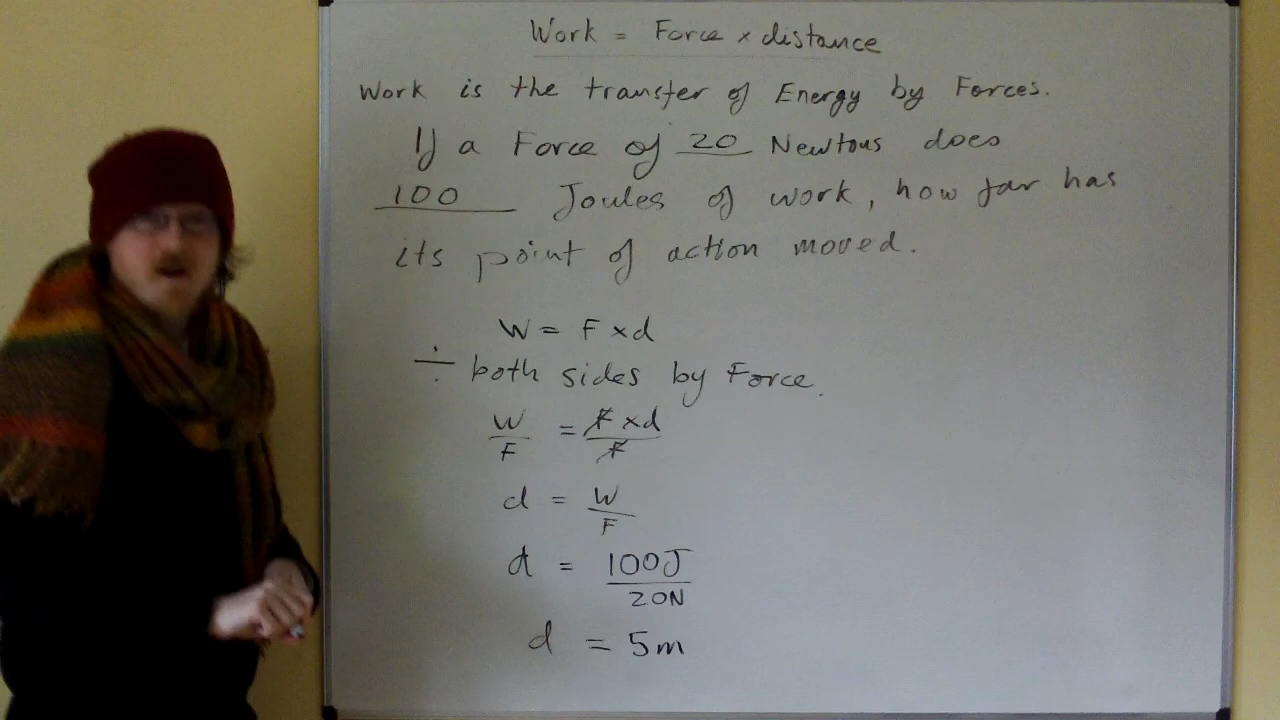 Work = Force × distance
Work is the transfer of Energy by Forces.
If a Force of 20 Newtons does
100 Joules of work, how far has
its point of action moved.
W = F × d
÷ both sides by Force.
W/F = F × d/F
d = W/F
d = 100J/20N
d = 5m